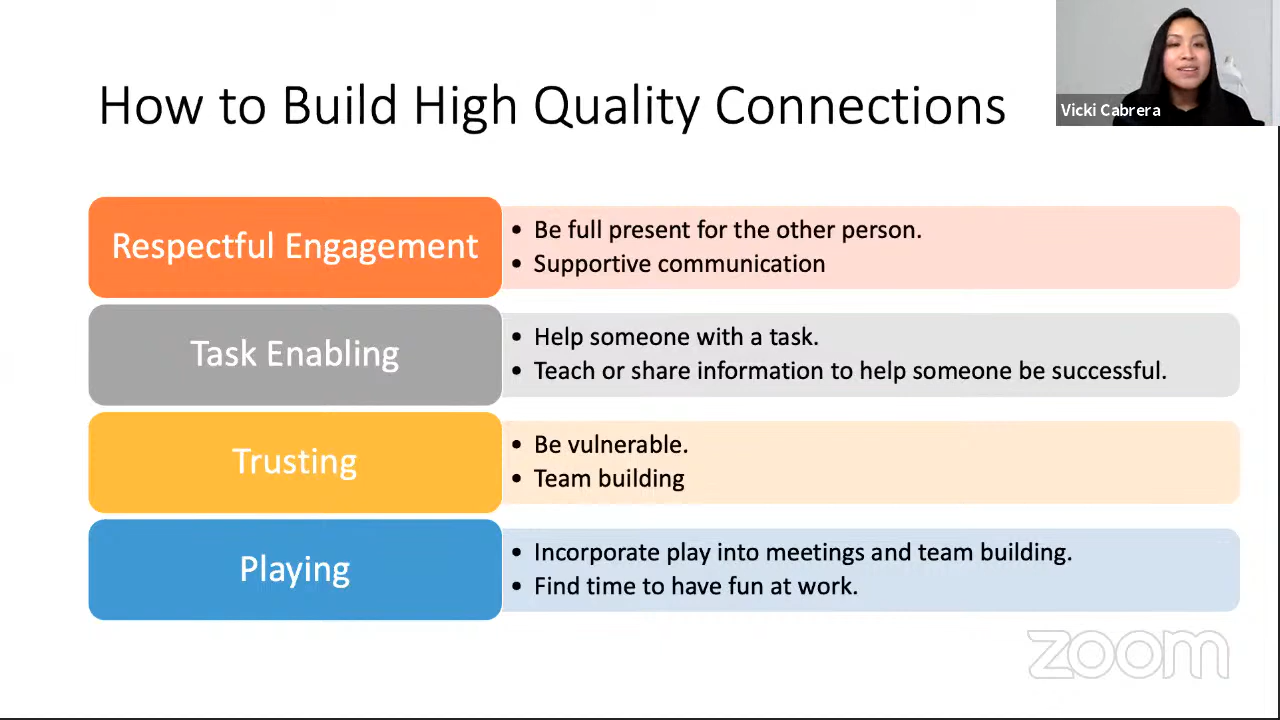 How to Build High Quality Connections
Vicki Cabrera
Respectful Engagement
• Be full present for the other person.
• Supportive communication
Task Enabling
• Help someone with a task.
• Teach or share information to help someone be successful.
Trusting
• Be vulnerable.
• Team building
Playing
• Incorporate play into meetings and team building.
• Find time to have fun at work.
zoom